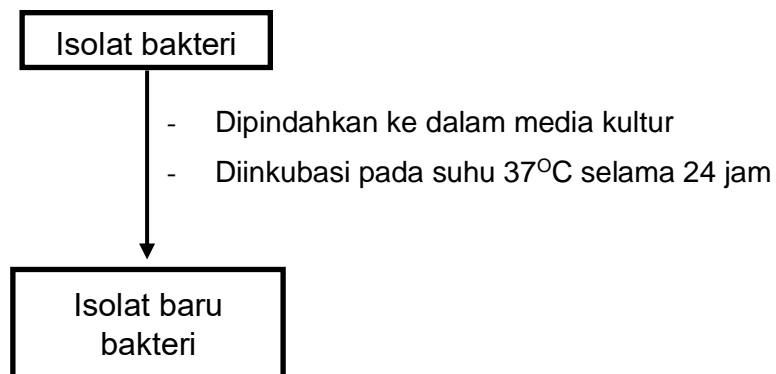 Isolat bakteri
- Dipindahkan ke dalam media kultur
- Diinkubasi pada suhu 37ᴼC selama 24 jam
Isolat baru
bakteri